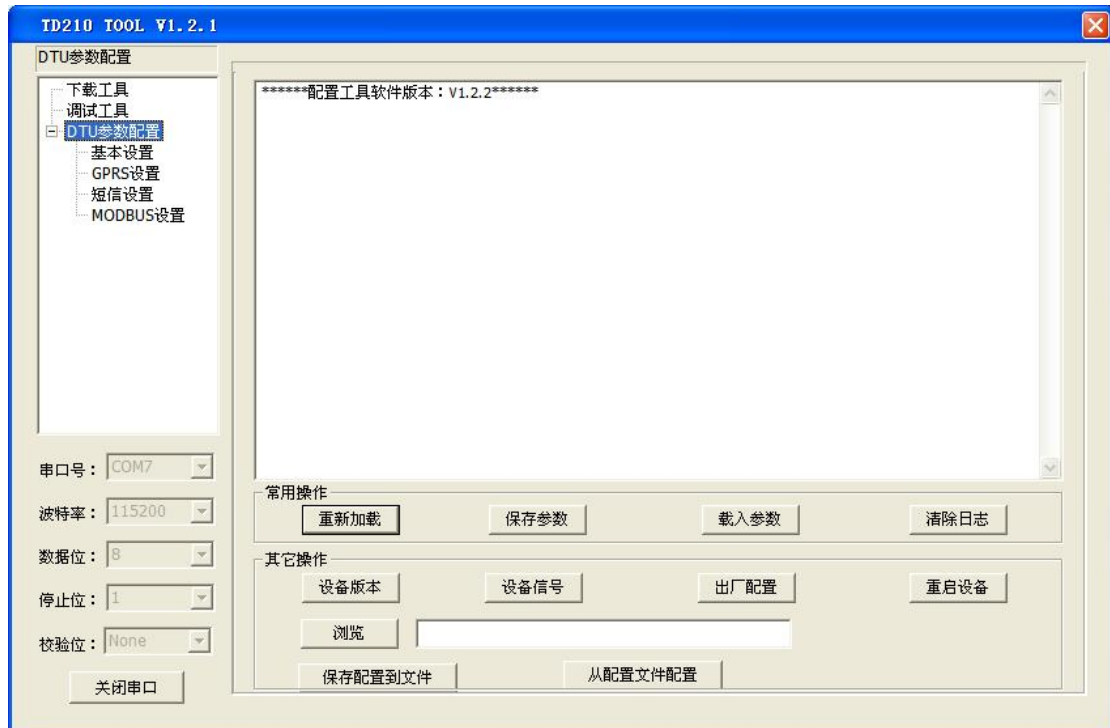 TD210 TOOL V1.2.1
DTU参数配置
下载工具
调试工具
DTU参数配置
基本设置
GPRS设置
短信设置
MODBUS设置
******配置工具软件版本：V1.2.2******
串口号： COM7
波特率： 115200
数据位： 8
停止位： 1
校验位： None
关闭串口
常用操作
重新加载 保存参数 载入参数 清除日志
其它操作
设备版本 设备信号 出厂配置 重启设备
浏览
保存配置到文件 从配置文件配置